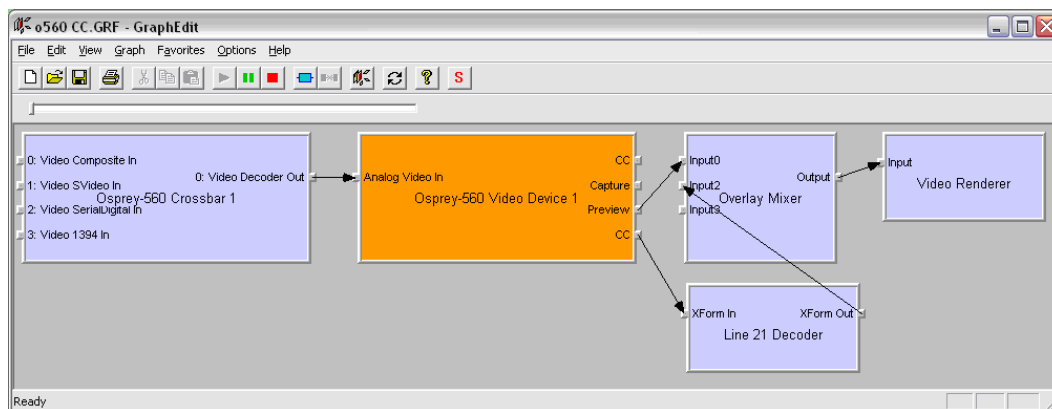 o560 CC.GRF - GraphEdit
File Edit View Graph Favorites Options Help
S
0: Video Composite In
1: Video SVideo In
2: Video SerialDigital In
3: Video 1394 In
0: Video Decoder Out
Osprey-560 Crossbar 1
Analog Video In
Osprey-560 Video Device 1
CC
Capture
Preview
CC
Input0
Input2
Input3
Output
Overlay Mixer
Input
Video Renderer
XForm In
XForm Out
Line 21 Decoder
Ready